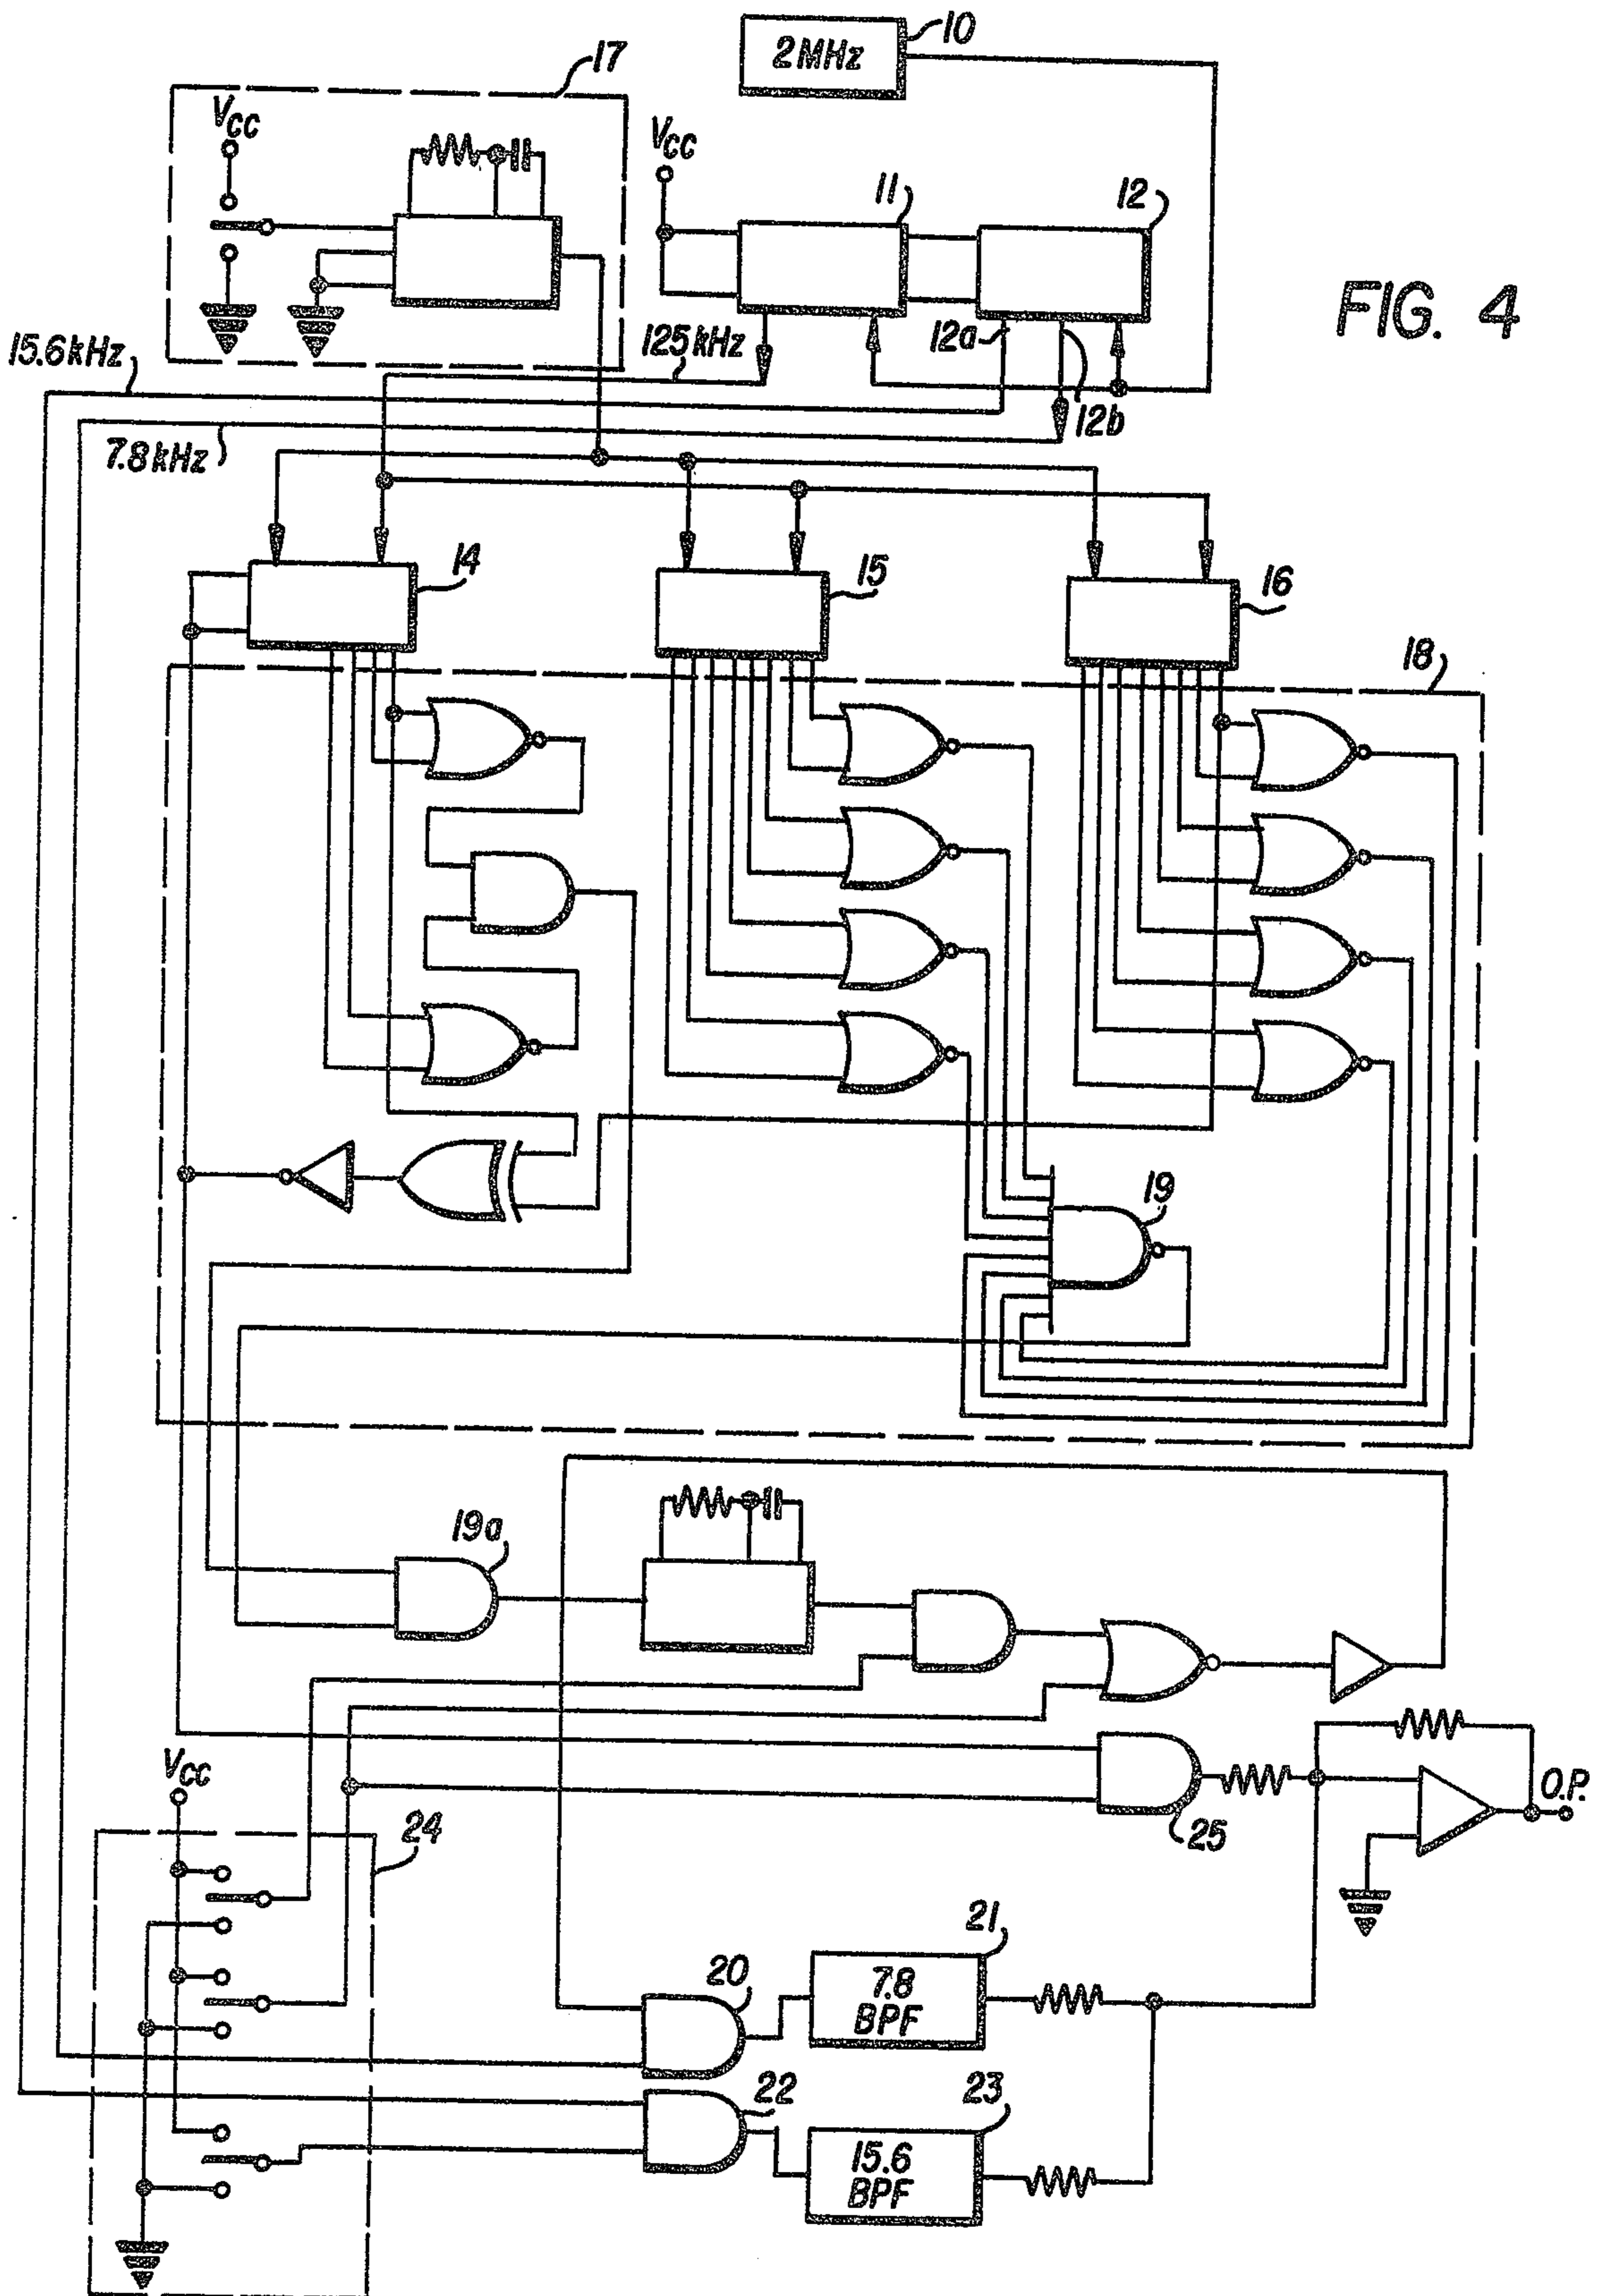 10
2MHz
17
VCC
VCC
11
12
FIG. 4
15.6kHz
125kHz
12a
12b
7.8kHz
14
15
16
18
19
19a
VCC
24
25
O.P.
21
20
7.8
BPF
22
23
15.6
BPF